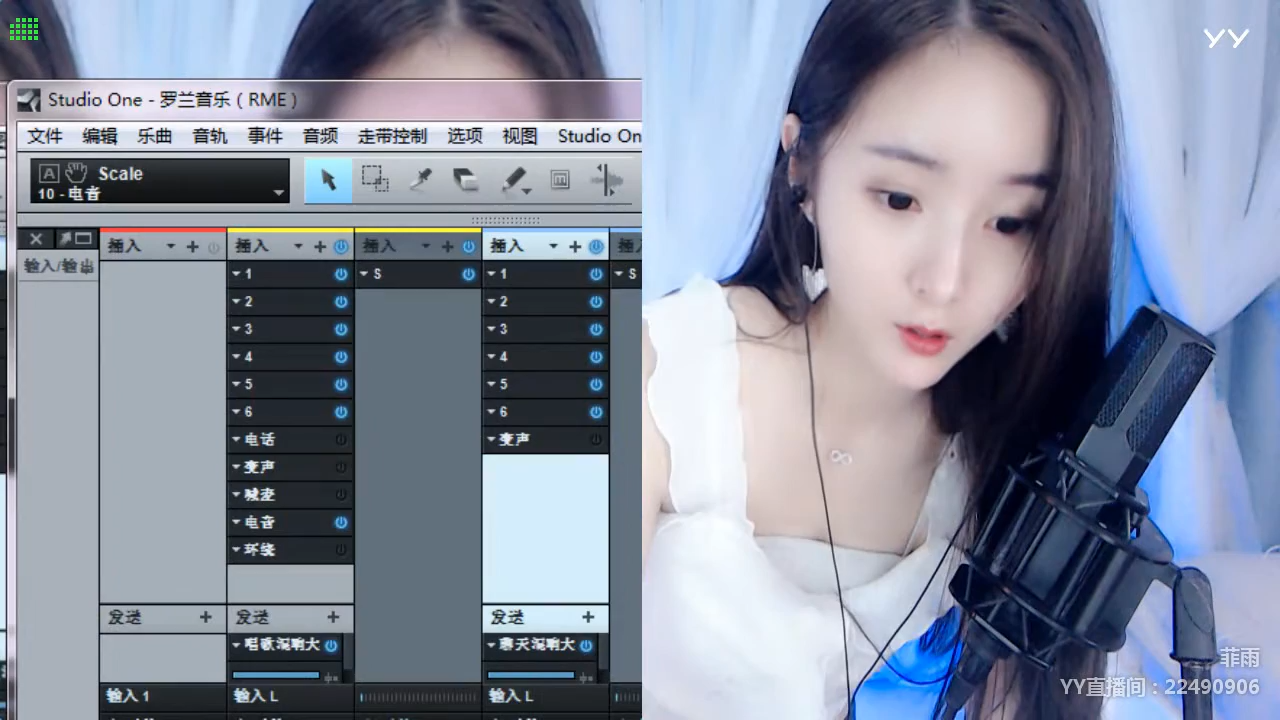 YY
Studio One - 罗兰音乐 ( RME )
文件 编辑 乐曲 音轨 事件 音频 走带控制 选项 视图 Studio On
A Scale
10 - 电音
插入 插入 插入 插入 插
输入/输出
1 S 1 S
2 2
3 3
4 4
5 5
6 6
电话 变声
变声
喊麦
电音
环绕
发送 发送 发送
唱歌混响大 聊天混响大
输入 1 输入 L 输入 L
菲雨
YY直播间：22490906